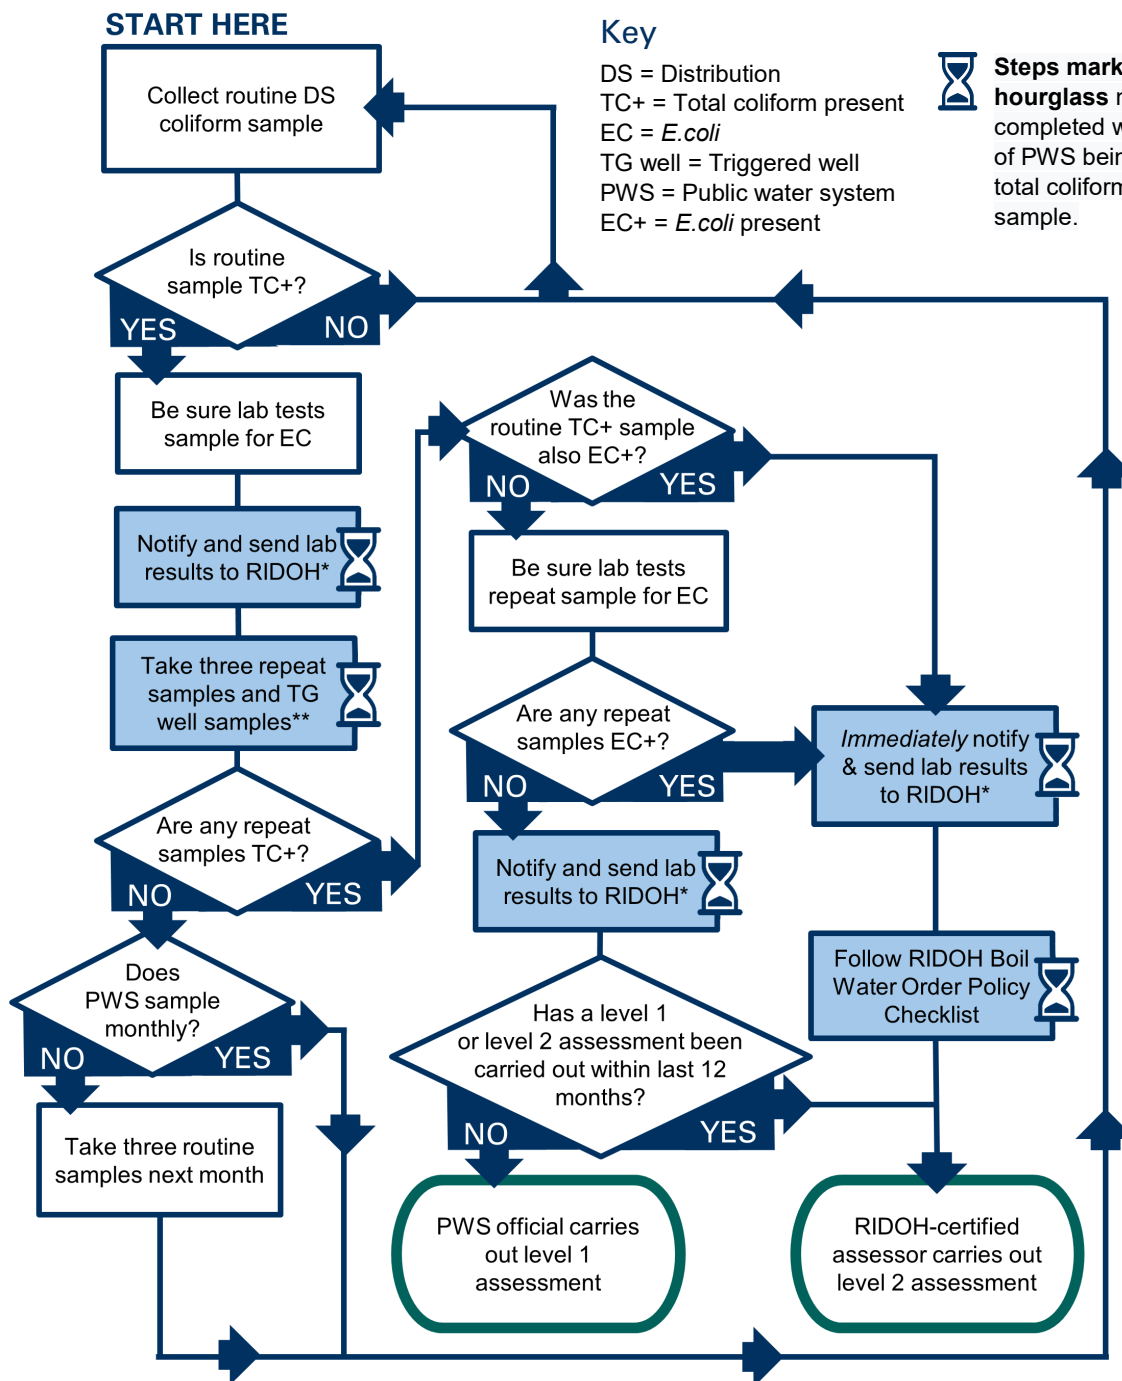 START HERE
Collect routine DS
coliform sample
Key
DS = Distribution
TC+ = Total coliform present
EC = E.coli
TG well = Triggered well
PWS = Public water system
EC+ = E.coli present
Steps mark
hourglass
completed w
of PWS bein
total coliform
sample.
Is routine
sample TC+?
YES
NO
Be sure lab tests
sample for EC
Notify and send lab
results to RIDOH*
Take three repeat
samples and TG
well samples**
Are any repeat
samples TC+?
NO
YES
Does
PWS sample
monthly?
NO
YES
Take three routine
samples next month
Was the
routine TC+ sample
also EC+?
NO
YES
Be sure lab tests
repeat sample for EC
Are any repeat
samples EC+?
NO
YES
Notify and send lab
results to RIDOH*
Has a level 1
or level 2 assessment been
carried out within last 12
months?
NO
YES
PWS official carries
out level 1
assessment
Immediately notify
& send lab results
to RIDOH*
Follow RIDOH Boil
Water Order Policy
Checklist
RIDOH-certified
assessor carries out
level 2 assessment